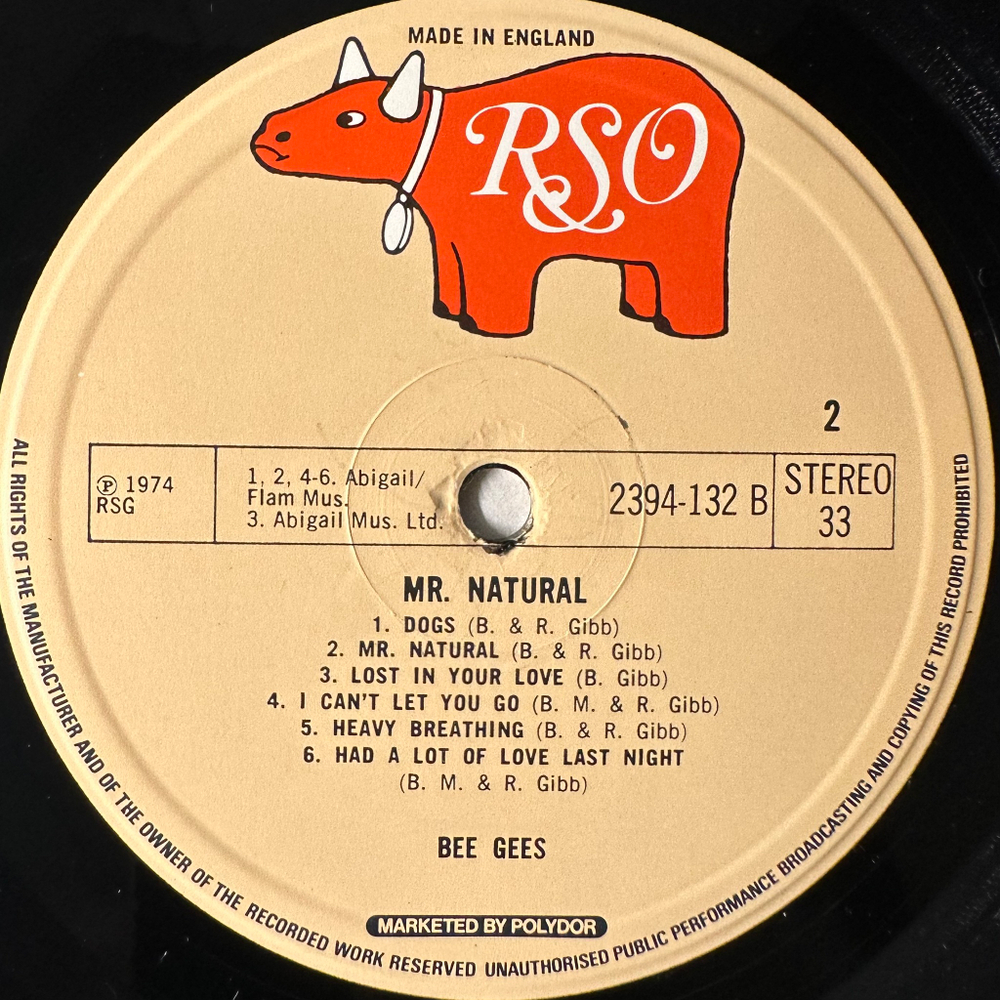 MADE IN ENGLAND
RSO
2
℗ 1974
RSG
1, 2, 4-6. Abigail/
Flam Mus.
3. Abigail Mus. Ltd.
2394-132 B
STEREO
33
MR. NATURAL
1. DOGS (B. & R. Gibb)
2. MR. NATURAL (B. & R. Gibb)
3. LOST IN YOUR LOVE (B. Gibb)
4. I CAN'T LET YOU GO (B. M. & R. Gibb)
5. HEAVY BREATHING (B. & R. Gibb)
6. HAD A LOT OF LOVE LAST NIGHT
(B. M. & R. Gibb)
BEE GEES
MARKETED BY POLYDOR
ALL RIGHTS OF THE MANUFACTURER AND OF THE OWNER OF THE RECORDED WORK RESERVED UNAUTHORISED PUBLIC PERFORMANCE BROADCASTING AND COPYING OF THIS RECORD PROHIBITED